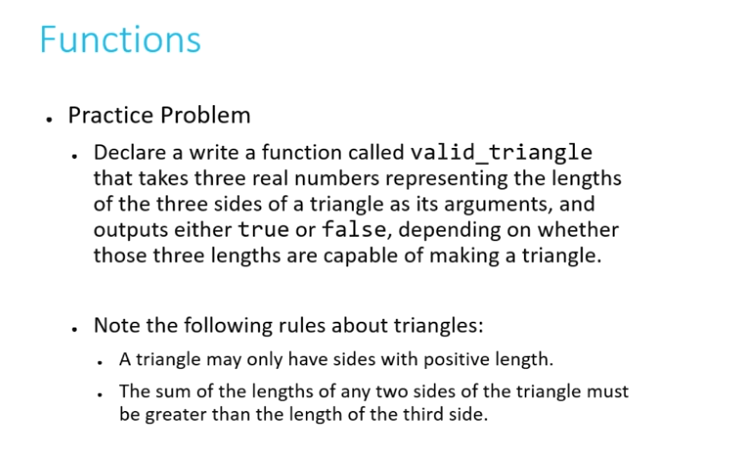 Functions
• Practice Problem
• Declare a write a function called valid_triangle
that takes three real numbers representing the lengths
of the three sides of a triangle as its arguments, and
outputs either true or false, depending on whether
those three lengths are capable of making a triangle.
• Note the following rules about triangles:
• A triangle may only have sides with positive length.
• The sum of the lengths of any two sides of the triangle must
be greater than the length of the third side.